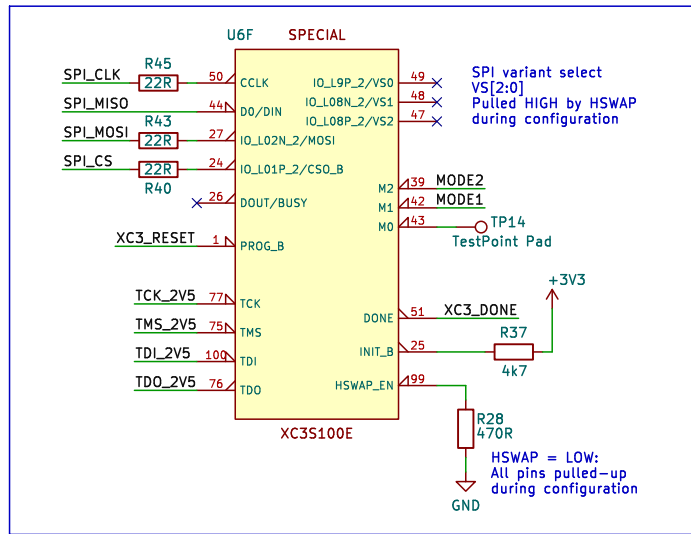 U6F SPECIAL
SPI_CLK R45 22R 50 CCLK IO_L9P_2/VS0 49
SPI_MISO 44 D0/DIN IO_L08N_2/VS1 48
SPI_MOSI R43 22R 27 IO_L02N_2/MOSI IO_L08P_2/VS2 47
SPI_CS 22R R40 24 IO_L01P_2/CSO_B
26 DOUT/BUSY
XC3_RESET 1 PROG_B
TCK_2V5 77 TCK
TMS_2V5 75 TMS
TDI_2V5 100 TDI
TDO_2V5 76 TDO
SPI variant select
VS[2:0]
Pulled HIGH by HSWAP
during configuration
M2 39 MODE2
M1 42 MODE1
M0 43 TP14
TestPoint Pad
DONE 51 XC3_DONE
+3V3
INIT_B 25 R37
4k7
HSWAP_EN 99
R28
470R
GND
HSWAP = LOW:
All pins pulled-up
during configuration
XC3S100E